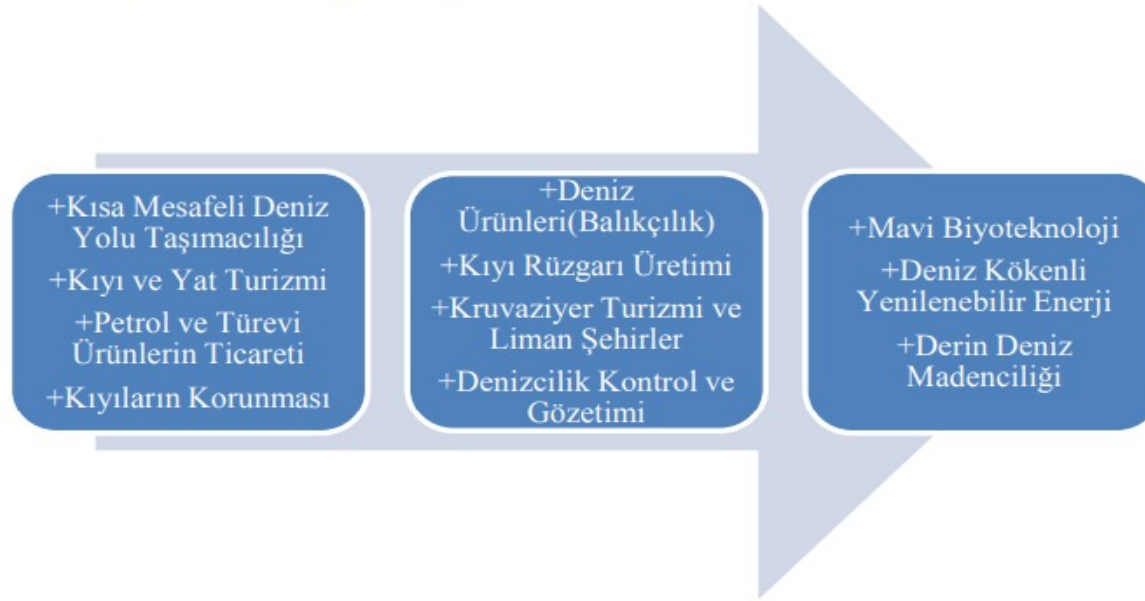 +Kısa Mesafeli Deniz
Yolu Taşımacılığı
+Kıyı ve Yat Turizmi
+Petrol ve Türevi
Ürünlerin Ticareti
+Kıyıların Korunması
+Deniz
Ürünleri(Balıkçılık)
+Kıyı Rüzgarı Üretimi
+Kruvaziyer Turizmi ve
Liman Şehirler
+Denizcilik Kontrol ve
Gözetimi
+Mavi Biyoteknoloji
+Deniz Kökenli
Yenilenebilir Enerji
+Derin Deniz
Madenciliği